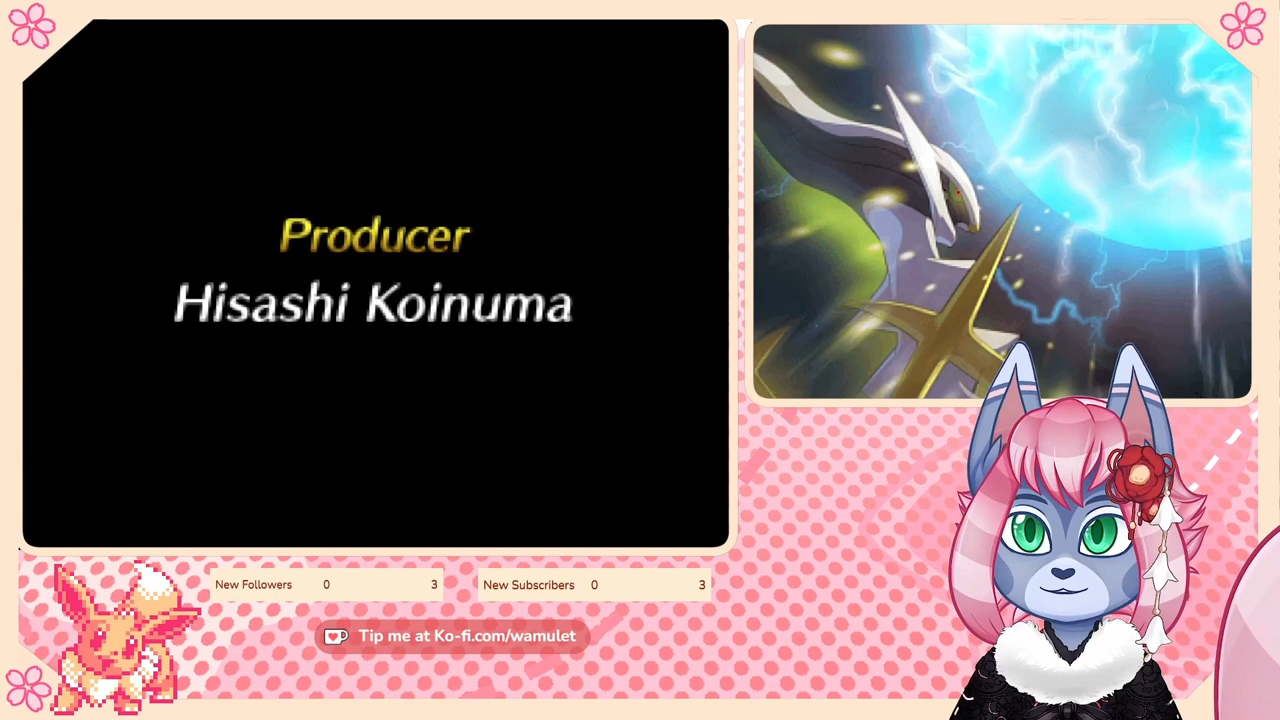 Producer
Hisashi Koinuma
New Followers 0 3
New Subscribers 0 3
Tip me at Ko-fi.com/wamulet